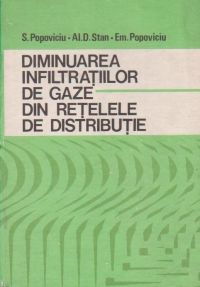 S. Popoviciu - Al. D. Stan - Em. Popoviciu
DIMINUAREA
INFILTRAȚIILOR
DE GAZE
DIN REȚELELE
DE DISTRIBUȚIE